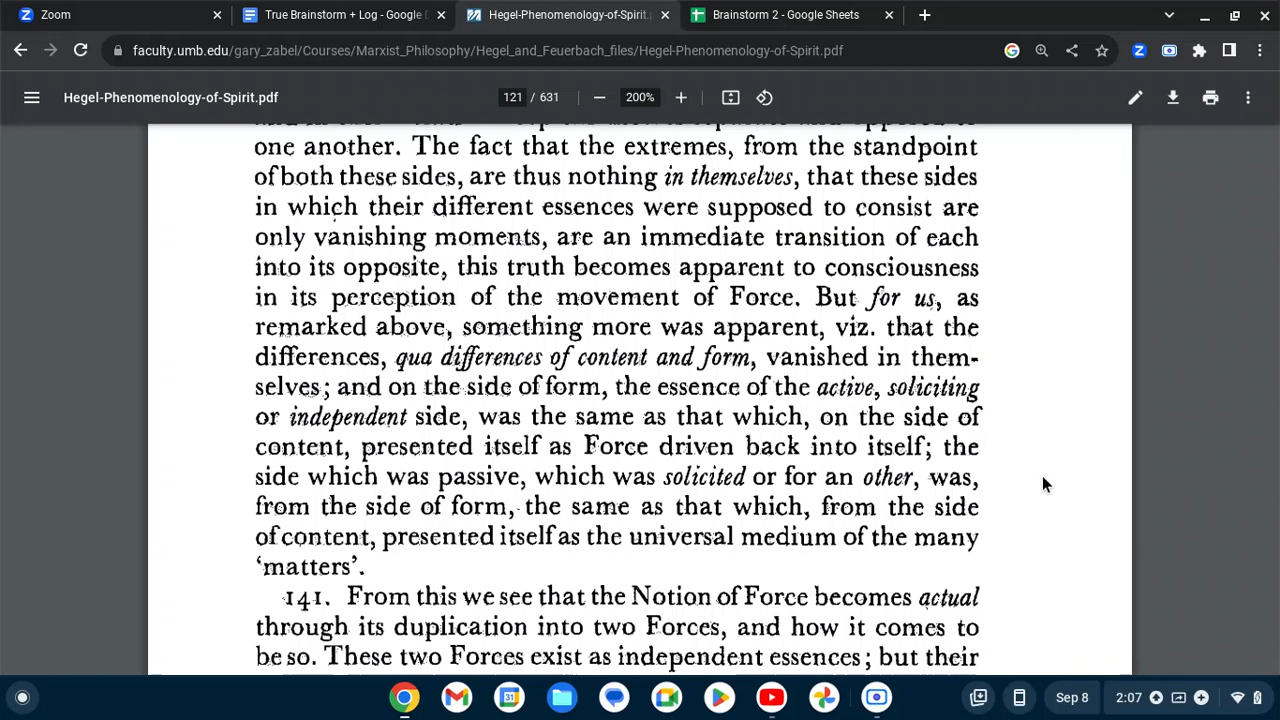 Zoom
True Brainstorm + Log - Google D
Hegel-Phenomenology-of-Spirit.p
Brainstorm 2 - Google Sheets
faculty.umb.edu/gary_zabel/Courses/Marxist_Philosophy/Hegel_and_Feuerbach_files/Hegel-Phenomenology-of-Spirit.pdf
Hegel-Phenomenology-of-Spirit.pdf
121 / 631
200%
one another. The fact that the extremes, from the standpoint
of both these sides, are thus nothing in themselves, that these sides
in which their different essences were supposed to consist are
only vanishing moments, are an immediate transition of each
into its opposite, this truth becomes apparent to consciousness
in its perception of the movement of Force. But for us, as
remarked above, something more was apparent, viz. that the
differences, qua differences of content and form, vanished in them-
selves; and on the side of form, the essence of the active, soliciting
or independent side, was the same as that which, on the side of
content, presented itself as Force driven back into itself; the
side which was passive, which was solicited or for an other, was,
from the side of form, the same as that which, from the side
of content, presented itself as the universal medium of the many
‘matters’.
141. From this we see that the Notion of Force becomes actual
through its duplication into two Forces, and how it comes to
be so. These two Forces exist as independent essences; but their
Sep 8
2:07